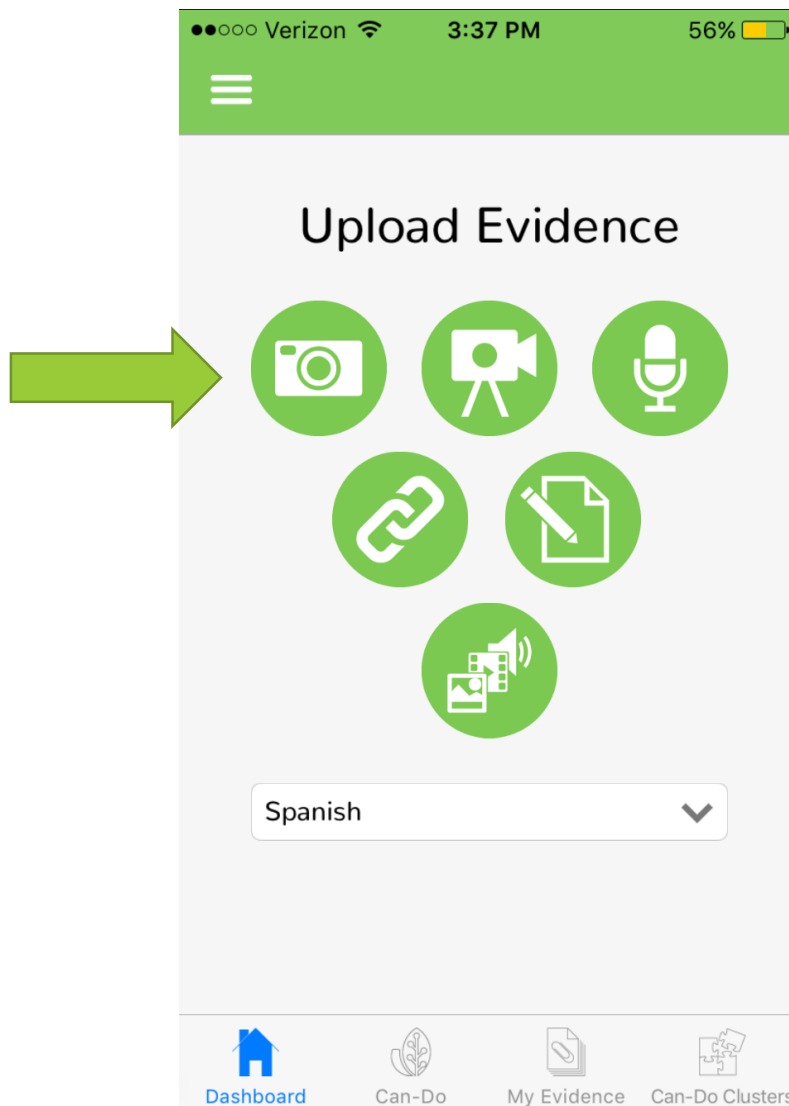 Verizon 3:37 PM 56%
Upload Evidence
Spanish
Dashboard Can-Do My Evidence Can-Do Clusters